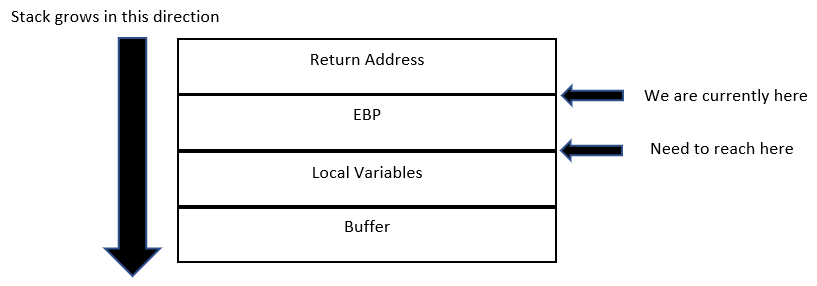 Stack grows in this direction
Return Address
We are currently here
EBP
Need to reach here
Local Variables
Buffer